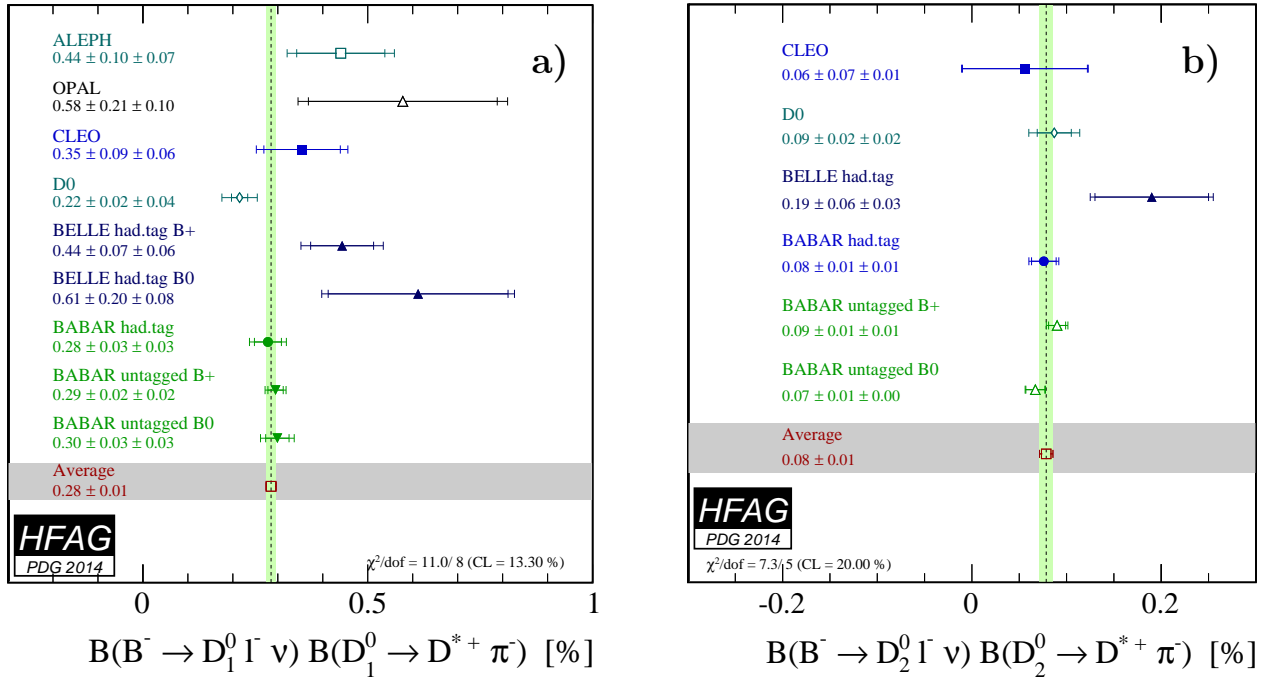 a)
ALEPH
0.44 ± 0.10 ± 0.07
OPAL
0.58 ± 0.21 ± 0.10
CLEO
0.35 ± 0.09 ± 0.06
D0
0.22 ± 0.02 ± 0.04
BELLE had.tag B+
0.44 ± 0.07 ± 0.06
BELLE had.tag B0
0.61 ± 0.20 ± 0.08
BABAR had.tag
0.28 ± 0.03 ± 0.03
BABAR untagged B+
0.29 ± 0.02 ± 0.02
BABAR untagged B0
0.30 ± 0.03 ± 0.03
Average
0.28 ± 0.01
HFAG
PDG 2014
χ²/dof = 11.0/ 8 (CL = 13.30 %)
0 0.5 1
B(B⁻ → D₁⁰ l⁻ ν) B(D₁⁰ → D*⁺ π⁻) [%]
b)
CLEO
0.06 ± 0.07 ± 0.01
D0
0.09 ± 0.02 ± 0.02
BELLE had.tag
0.19 ± 0.06 ± 0.03
BABAR had.tag
0.08 ± 0.01 ± 0.01
BABAR untagged B+
0.09 ± 0.01 ± 0.01
BABAR untagged B0
0.07 ± 0.01 ± 0.00
Average
0.08 ± 0.01
HFAG
PDG 2014
χ²/dof = 7.3/ 5 (CL = 20.00 %)
-0.2 0 0.2
B(B⁻ → D₂⁰ l⁻ ν) B(D₂⁰ → D*⁺ π⁻) [%]